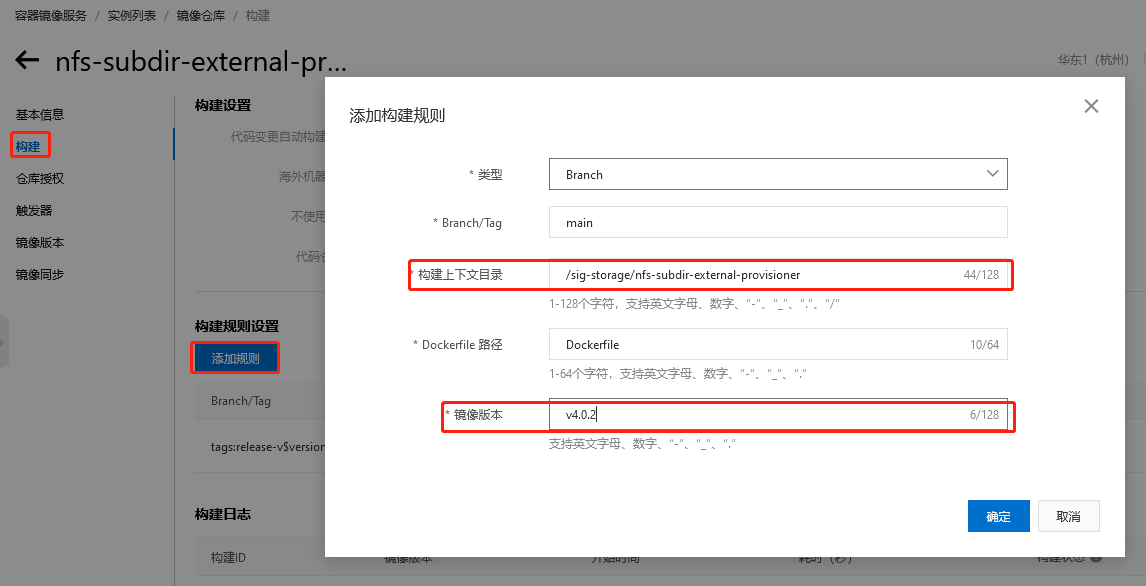 容器镜像服务 / 实例列表 / 镜像仓库 / 构建
nfs-subdir-external-pr...
华东1（杭州）
基本信息
构建
仓库授权
触发器
镜像版本
镜像同步
构建设置
代码变更自动构建
海外机器
不使用
代码仓
构建规则设置
添加规则
Branch/Tag
tags:release-v$version
构建日志
构建ID 镜像版本 开始时间 耗时（秒） 构建状态
添加构建规则
* 类型 Branch
* Branch/Tag main
* 构建上下文目录 /sig-storage/nfs-subdir-external-provisioner 44/128
1-128个字符，支持英文字母、数字、“-”、“_”、“.”、“/”
* Dockerfile 路径 Dockerfile 10/64
1-64个字符，支持英文字母、数字、“-”、“_”、“.”
* 镜像版本 v4.0.2 6/128
支持英文字母、数字、“-”、“_”、“.”
确定 取消